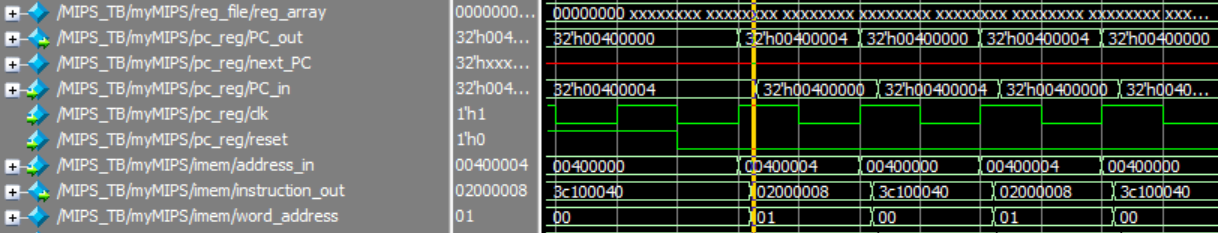 /MIPS_TB/myMIPS/reg_file/reg_array 0000000... 00000000 xxxxxxxx xxxxxxxx xxxxxxxx xxxxxxxx xxxxxxxx xxxxxxxx xxxxxxxx xxx...
/MIPS_TB/myMIPS/pc_reg/PC_out 32'h004... 32'h00400000 32'h00400004 32'h00400000 32'h00400004 32'h00400000
/MIPS_TB/myMIPS/pc_reg/next_PC 32'hxxx...
/MIPS_TB/myMIPS/pc_reg/PC_in 32'h004... 32'h00400004 32'h00400000 32'h00400004 32'h00400000 32'h0040...
/MIPS_TB/myMIPS/pc_reg/clk 1'h1
/MIPS_TB/myMIPS/pc_reg/reset 1'h0
/MIPS_TB/myMIPS/imem/address_in 00400004 00400000 00400004 00400000 00400004 00400000
/MIPS_TB/myMIPS/imem/instruction_out 02000008 3c100040 02000008 3c100040 02000008 3c100040
/MIPS_TB/myMIPS/imem/word_address 01 00 01 00 01 00